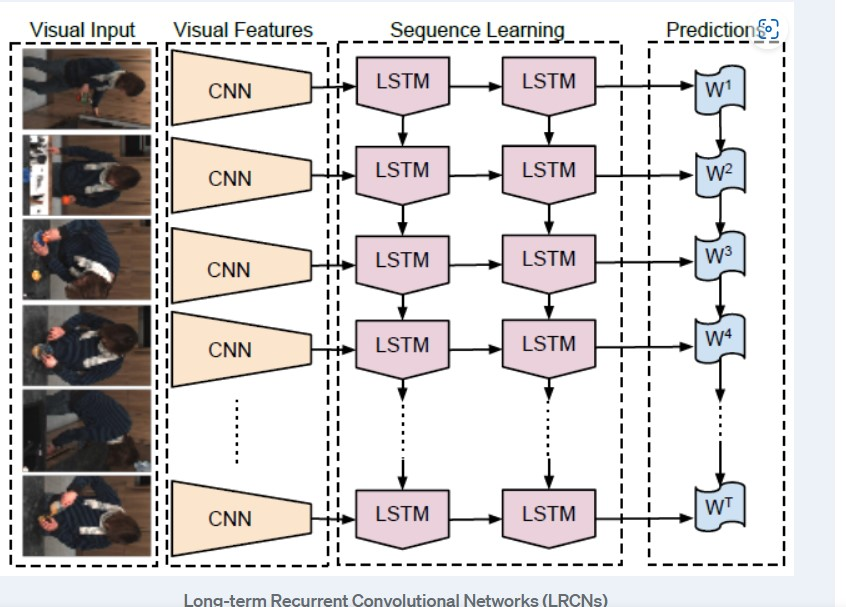 Visual Input Visual Features Sequence Learning Predictions
CNN LSTM LSTM W¹
CNN LSTM LSTM W²
CNN LSTM LSTM W³
CNN LSTM LSTM W⁴
CNN LSTM LSTM Wᵀ
Long-term Recurrent Convolutional Networks (LRCNs)